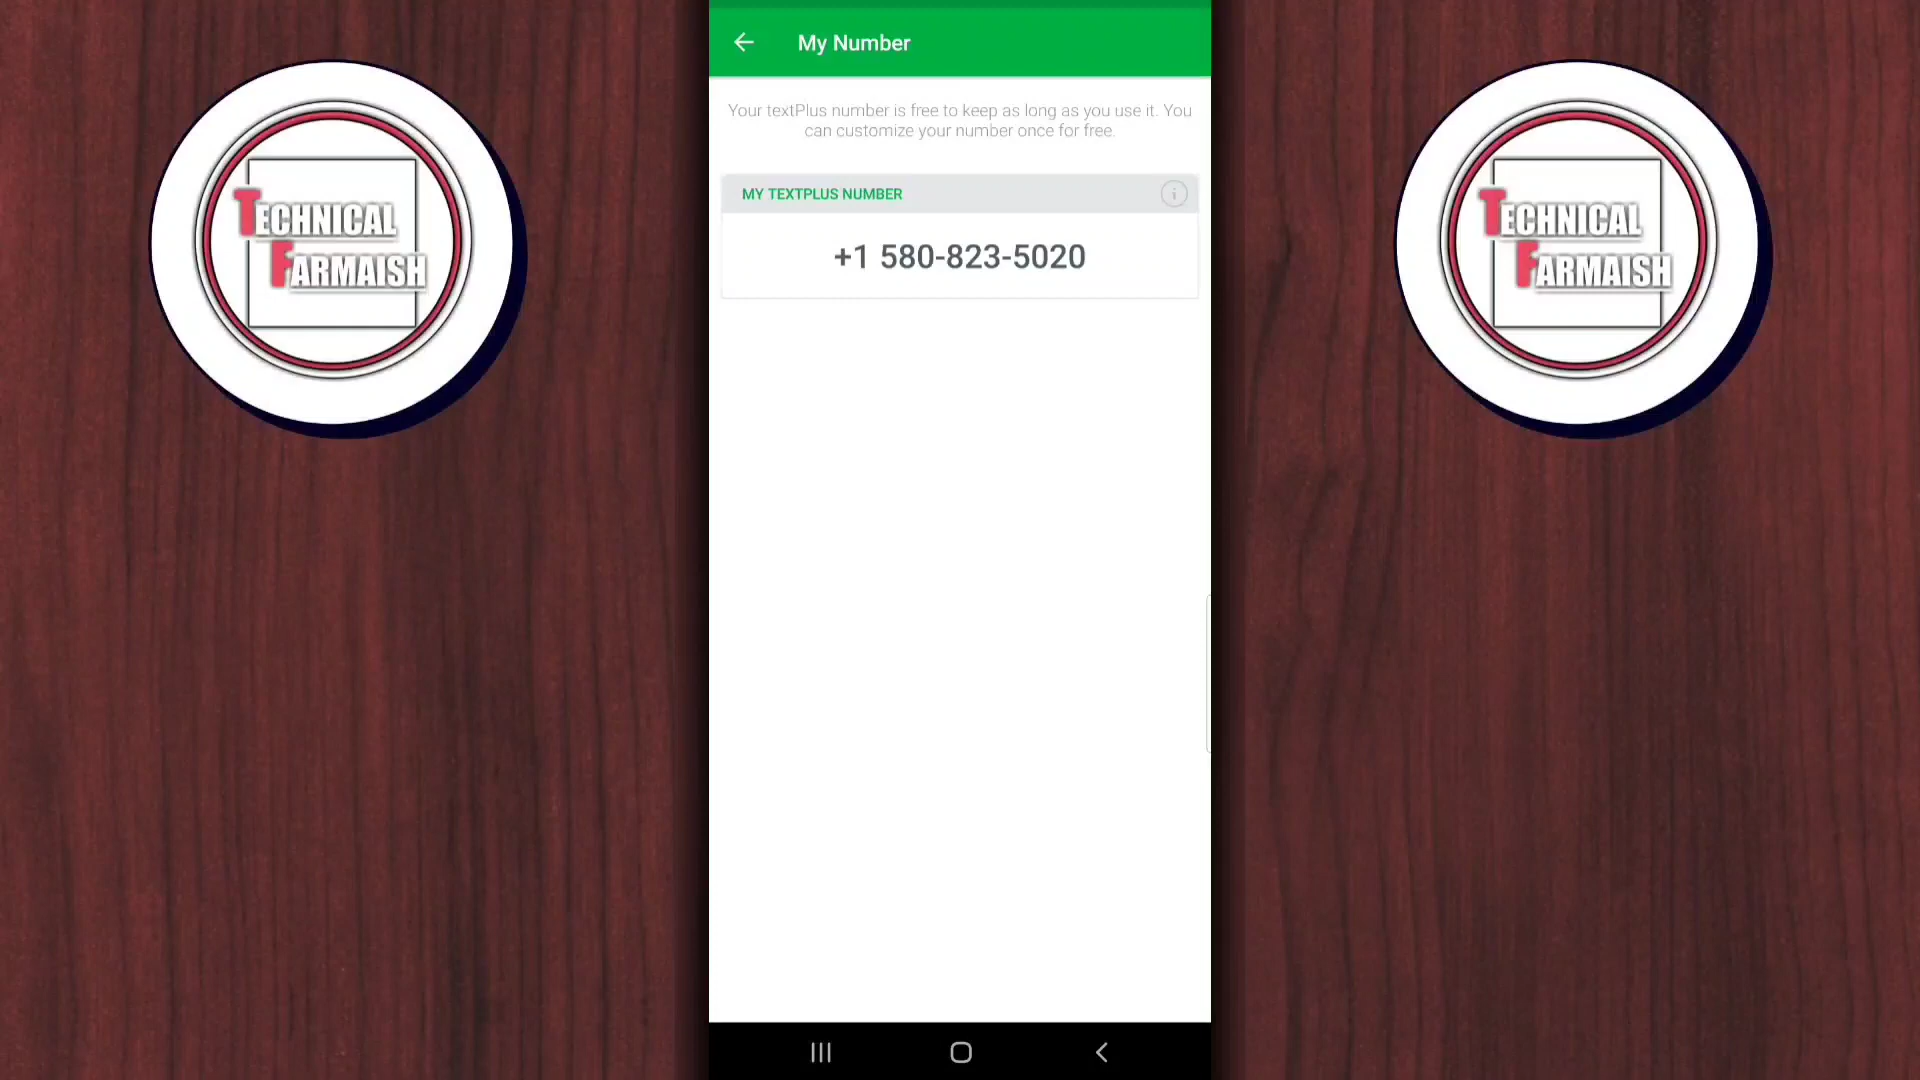 My Number
Your textPlus number is free to keep as long as you use it. You
can customize your number once for free.
MY TEXTPLUS NUMBER
+1 580-823-5020
TECHNICAL
FARMAISH
TECHNICAL
FARMAISH